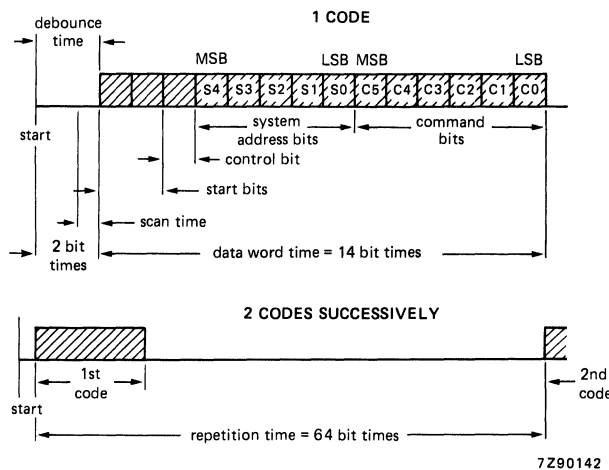 1 CODE
debounce
time
MSB
LSB
MSB
LSB
S4
S3
S2
S1
S0
C5
C4
C3
C2
C1
C0
start
system
address bits
command
bits
control bit
start bits
scan time
2 bit
times
data word time = 14 bit times
2 CODES SUCCESSIVELY
1st
code
2nd
code
start
repetition time = 64 bit times
7Z90142